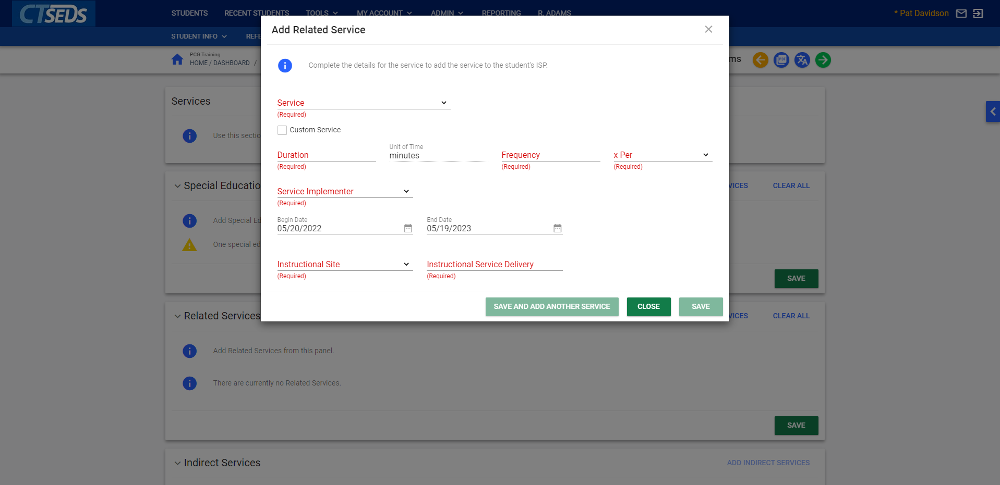 CTSEDS
STUDENTS RECENT STUDENTS TOOLS MY ACCOUNT ADMIN REPORTING R. ADAMS
* Pat Davidson
STUDENT INFO REFE
PCG Training
HOME / DASHBOARD /
ms
PDF
Add Related Service
Complete the details for the service to add the service to the student's ISP.
Service
(Required)
Custom Service
Duration
(Required)
Unit of Time
minutes
Frequency
(Required)
x Per
(Required)
Service Implementer
(Required)
Begin Date
05/20/2022
End Date
05/19/2023
Instructional Site
(Required)
Instructional Service Delivery
(Required)
SAVE AND ADD ANOTHER SERVICE CLOSE SAVE
Services
Use this sectio
Special Educatio
VICES CLEAR ALL
Add Special Ed
One special ed
SAVE
Related Services
VICES CLEAR ALL
Add Related Services from this panel.
There are currently no Related Services.
SAVE
Indirect Services
ADD INDIRECT SERVICES